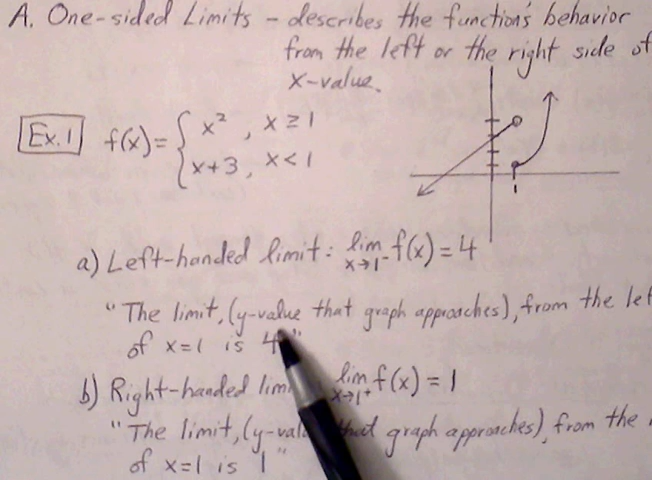 A. One-sided Limits - describes the function's behavior
from the left or the right side of
x-value.
Ex. 1 f(x) = { x² , x ≥ 1
x+3 , x < 1
1
a) Left-handed limit: lim x→1⁻ f(x) = 4
"The limit, (y-value that graph approaches), from the
of x=1 is 4"
b) Right-handed lim x→1⁺ f(x) = 1
"The limit, (y-val that graph approaches), from the
of x=1 is 1"